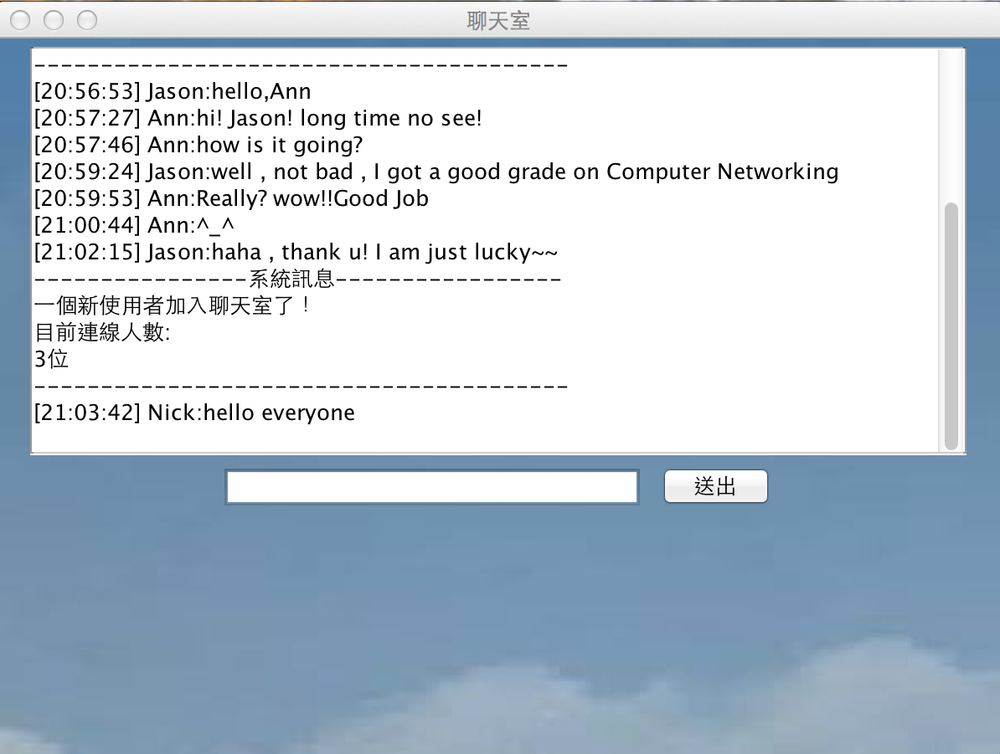 聊天室
----------------------------------------
[20:56:53] Jason:hello,Ann
[20:57:27] Ann:hi! Jason! long time no see!
[20:57:46] Ann:how is it going?
[20:59:24] Jason:well , not bad , I got a good grade on Computer Networking
[20:59:53] Ann:Really? wow!!Good Job
[21:00:44] Ann:^_^
[21:02:15] Jason:haha , thank u! I am just lucky~~
----------------系統訊息-----------------
一個新使用者加入聊天室了！
目前連線人數:
3位
----------------------------------------
[21:03:42] Nick:hello everyone
送出